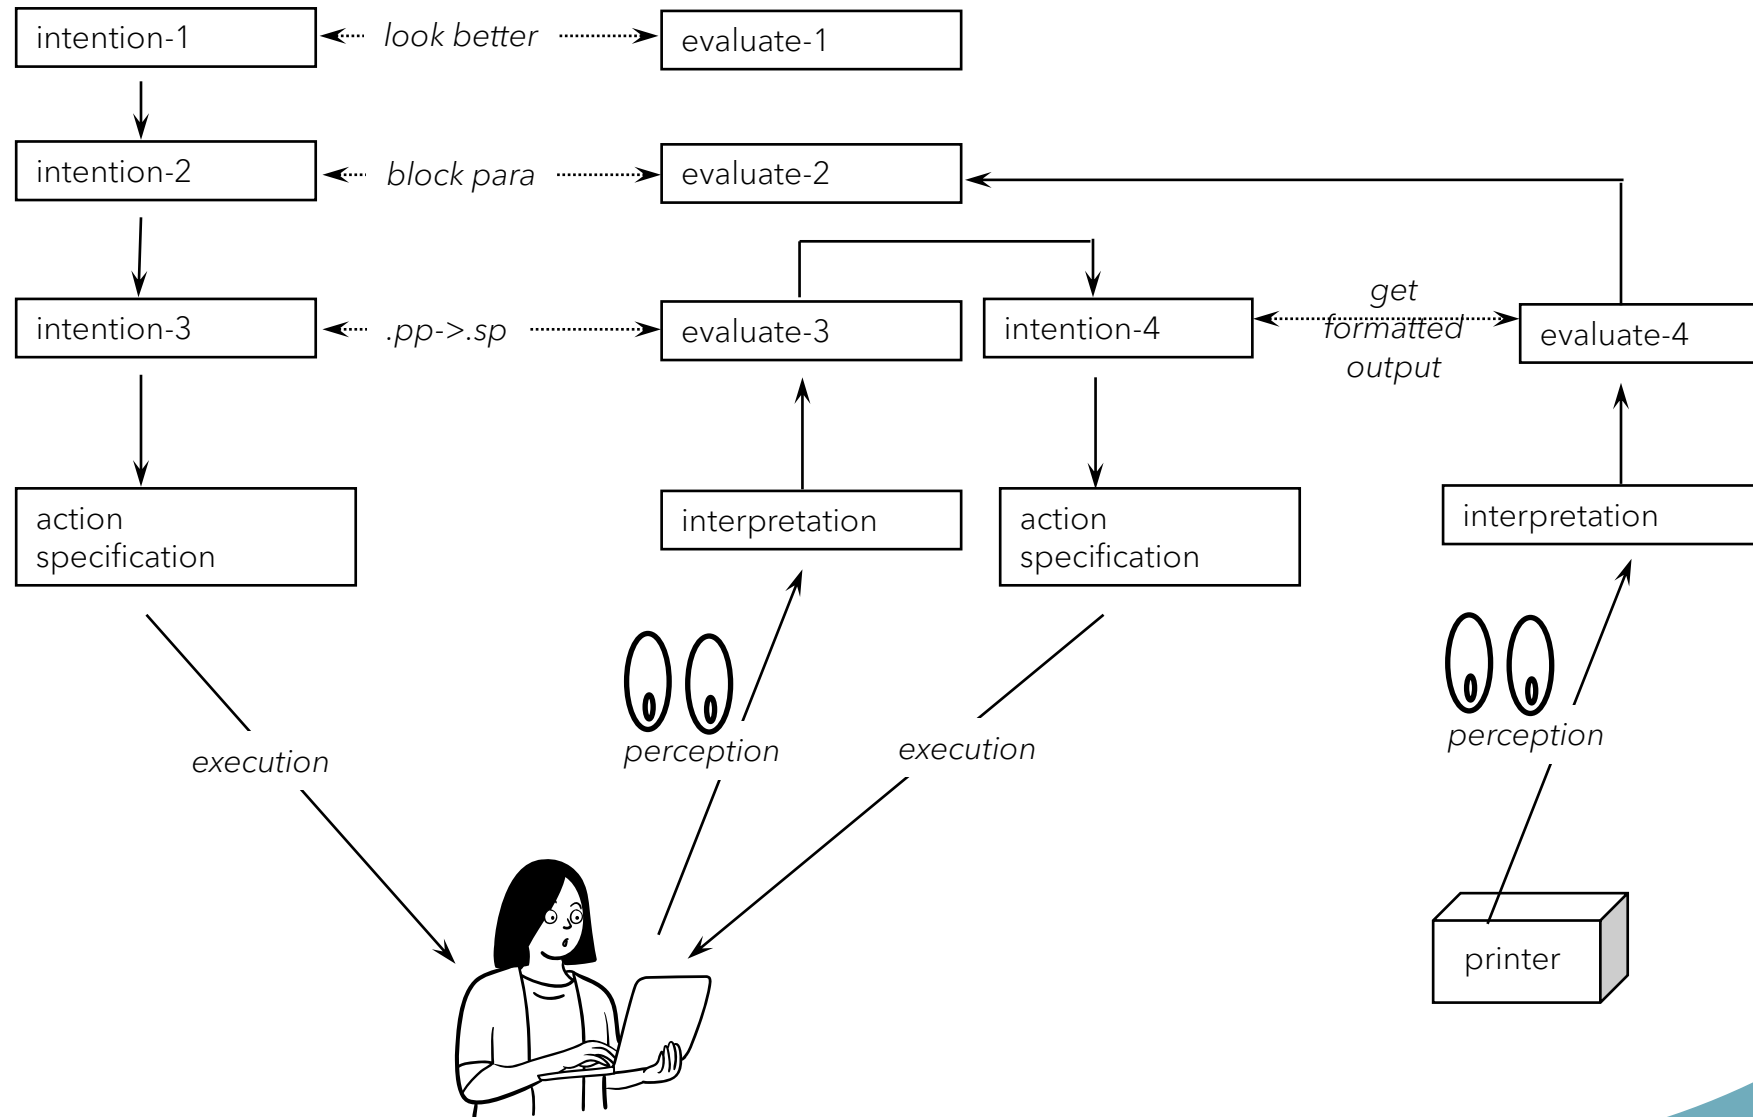 intention-1
look better
evaluate-1
intention-2
block para
evaluate-2
intention-3
.pp->.sp
evaluate-3
intention-4
get
formatted
output
evaluate-4
action
specification
interpretation
action
specification
interpretation
execution
perception
execution
perception
printer